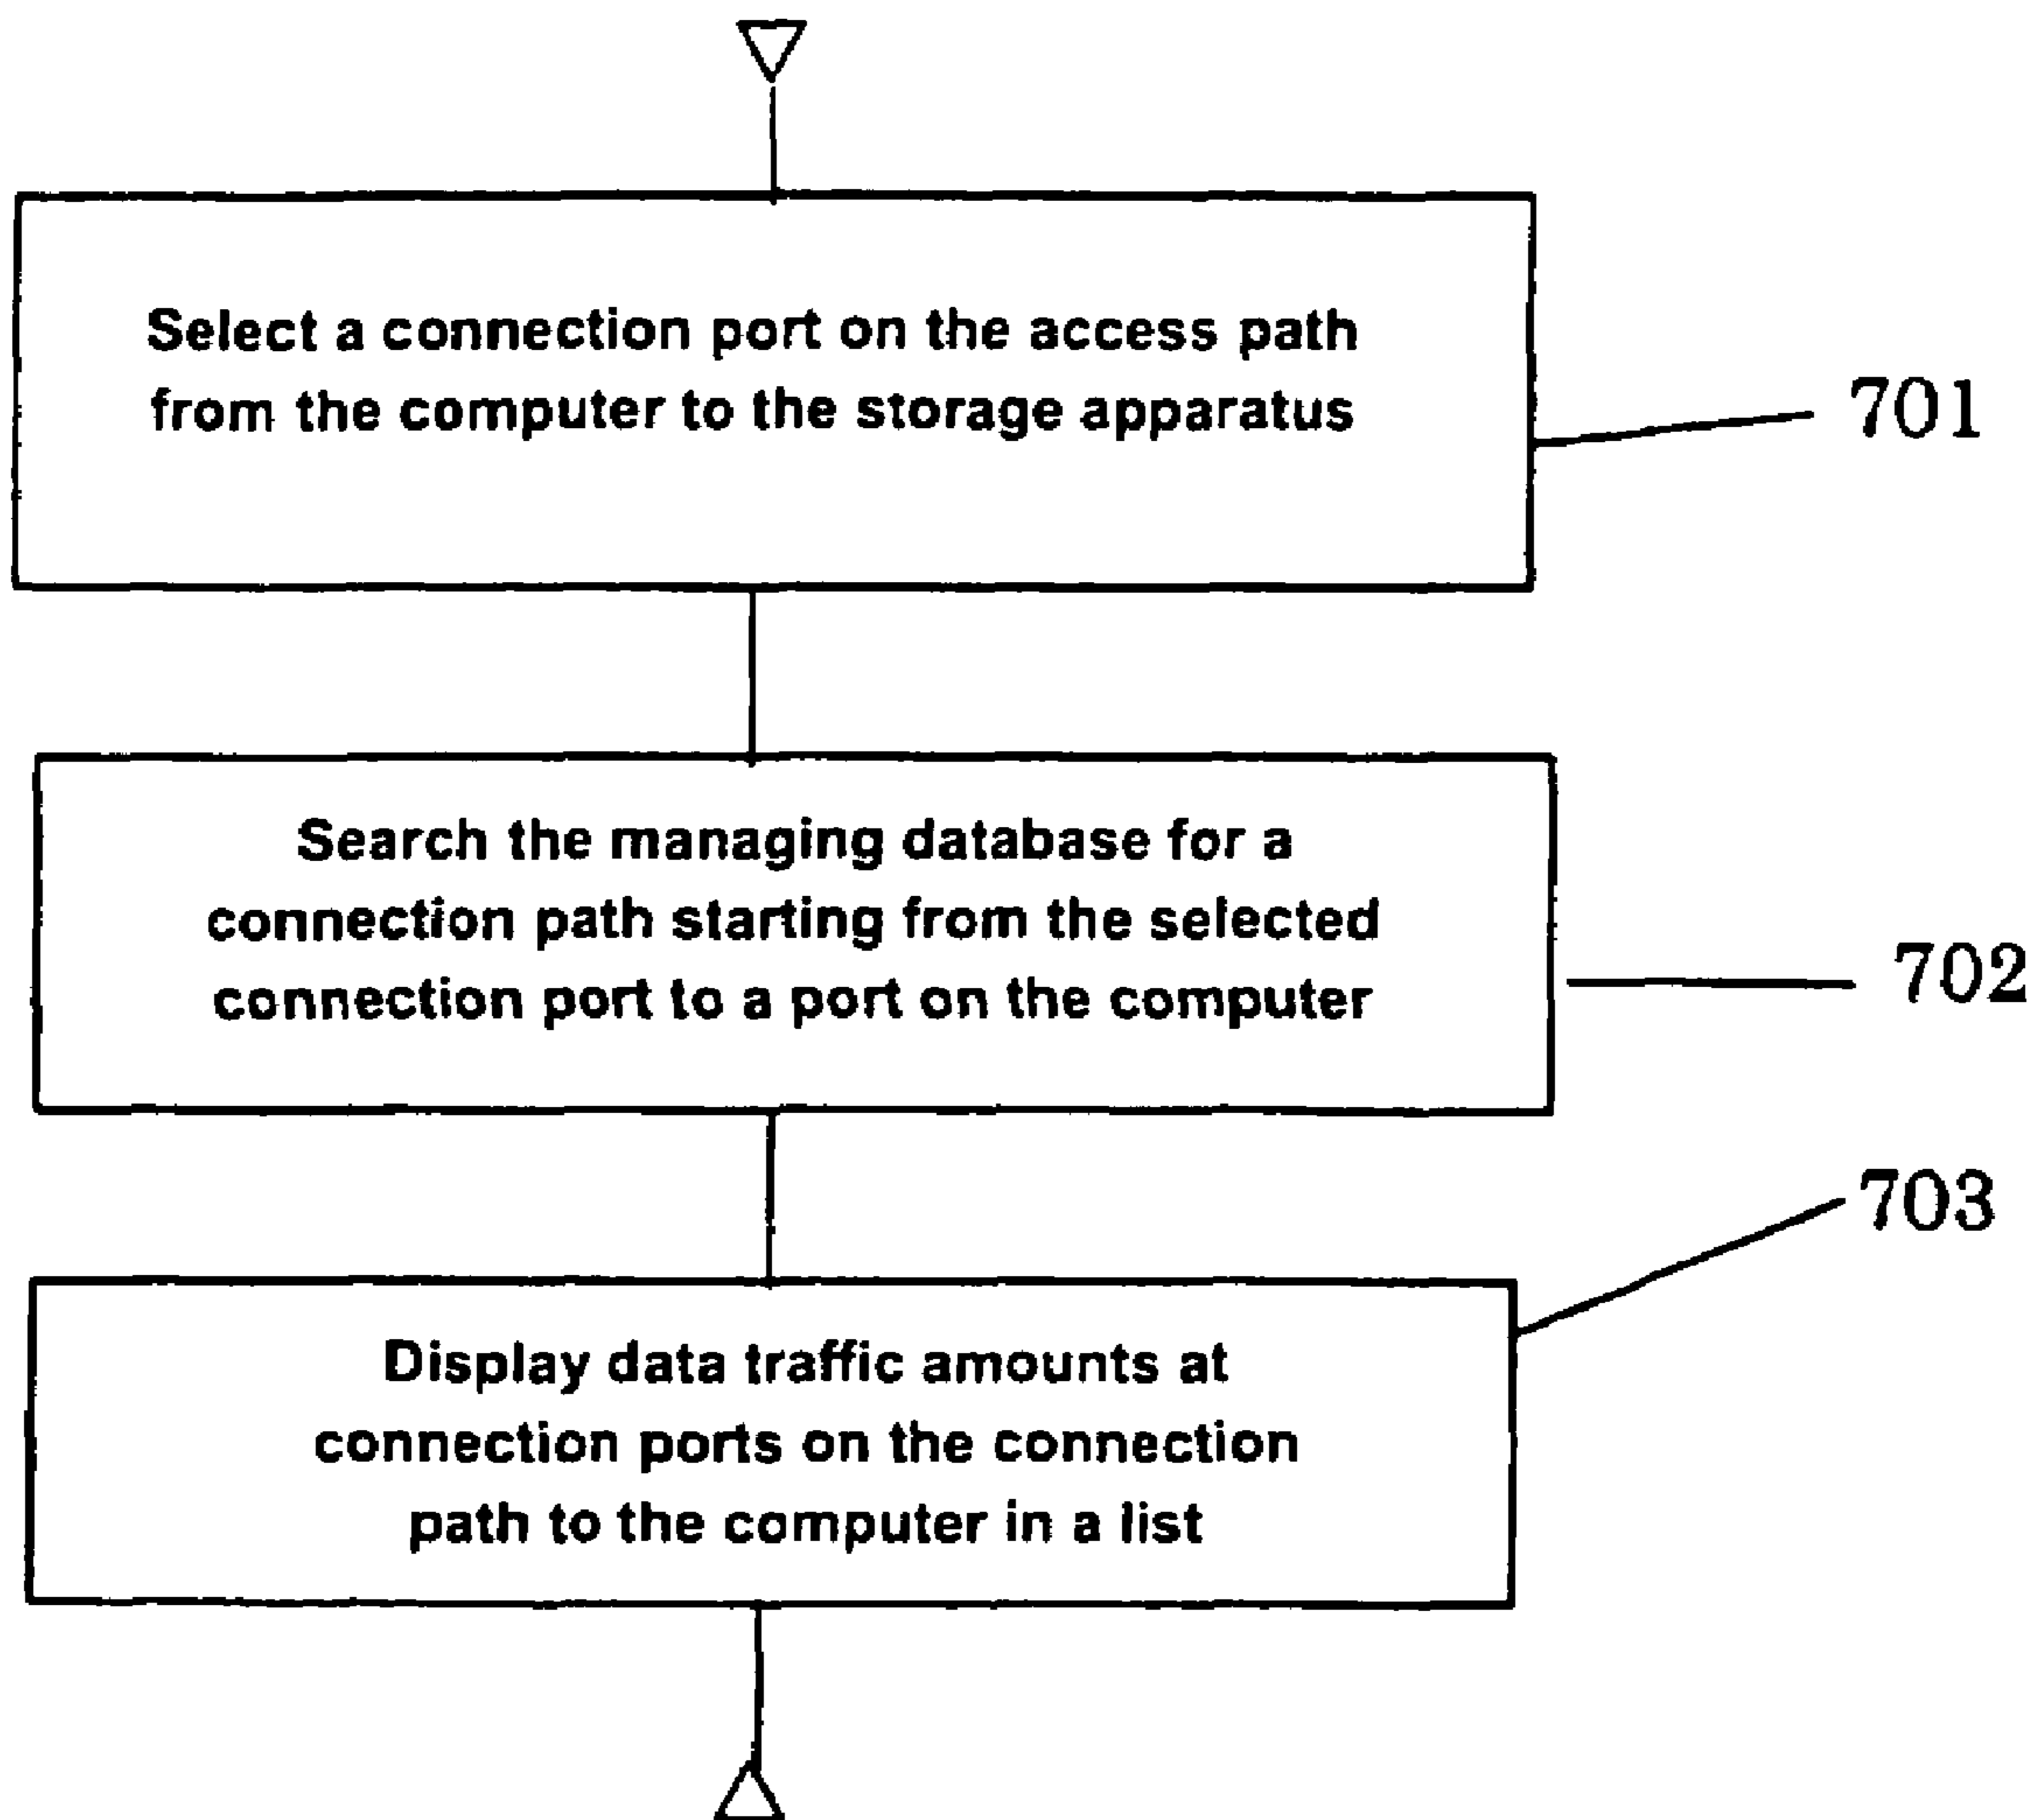 Select a connection port on the access path
from the computer to the storage apparatus
701
Search the managing database for a
connection path starting from the selected
connection port to a port on the computer
702
703
Display data traffic amounts at
connection ports on the connection
path to the computer in a list